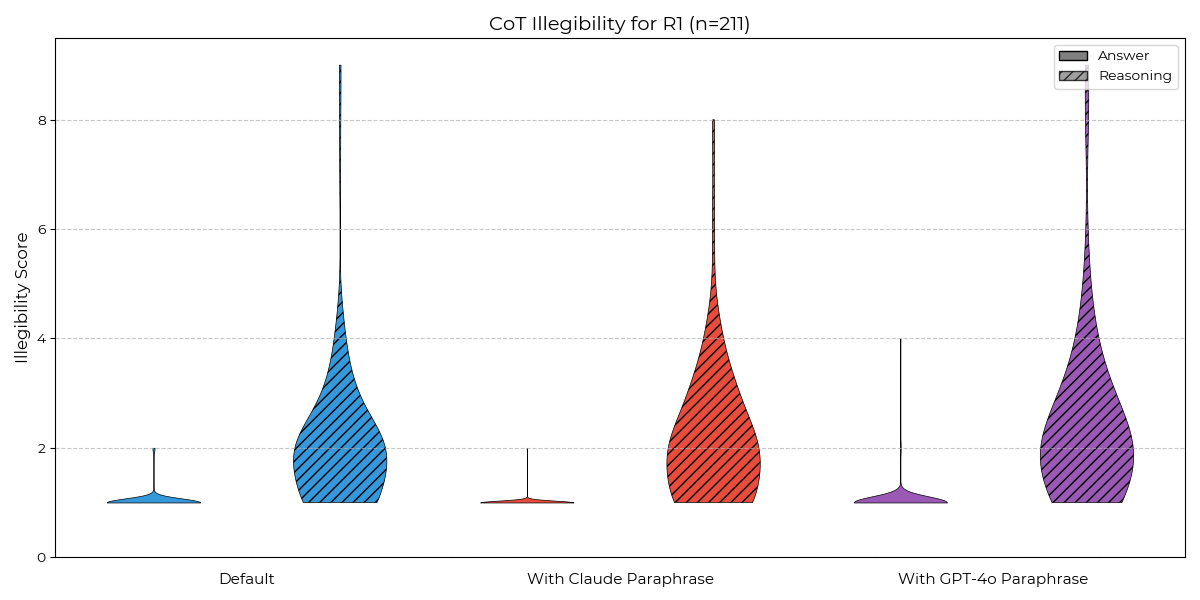 CoT Illegibility for R1 (n=211)
Answer
Reasoning
Illegibility Score
8
6
4
2
0
Default
With Claude Paraphrase
With GPT-4o Paraphrase